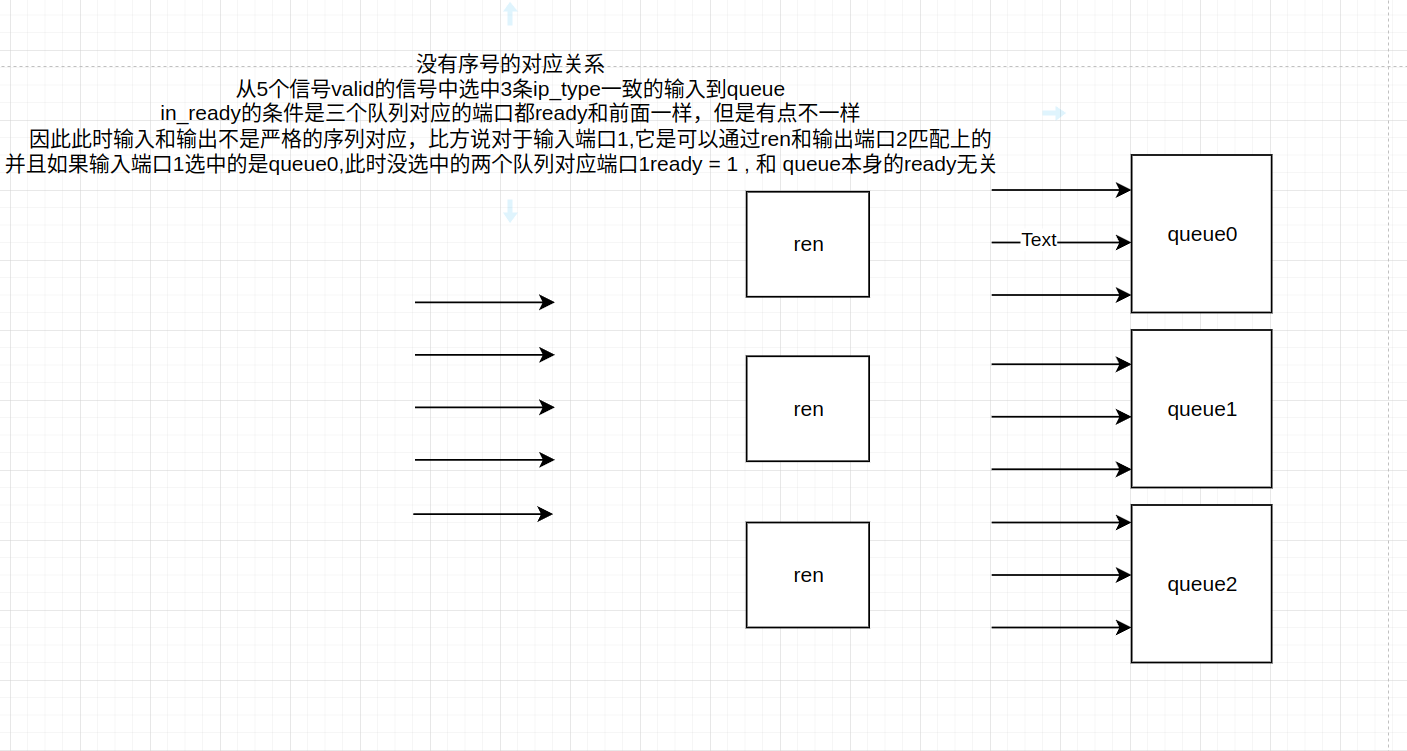 没有序号的对应关系
从5个信号valid的信号中选中3条ip_type一致的输入到queue
in_ready的条件是三个队列对应的端口都ready和前面一样，但是有点不一样
因此此时输入和输出不是严格的序列对应，比方说对于输入端口1,它是可以通过ren和输出端口2匹配上的
并且如果输入端口1选中的是queue0,此时没选中的两个队列对应端口1ready = 1 , 和 queue本身的ready无关
ren
Text
queue0
ren
queue1
ren
queue2